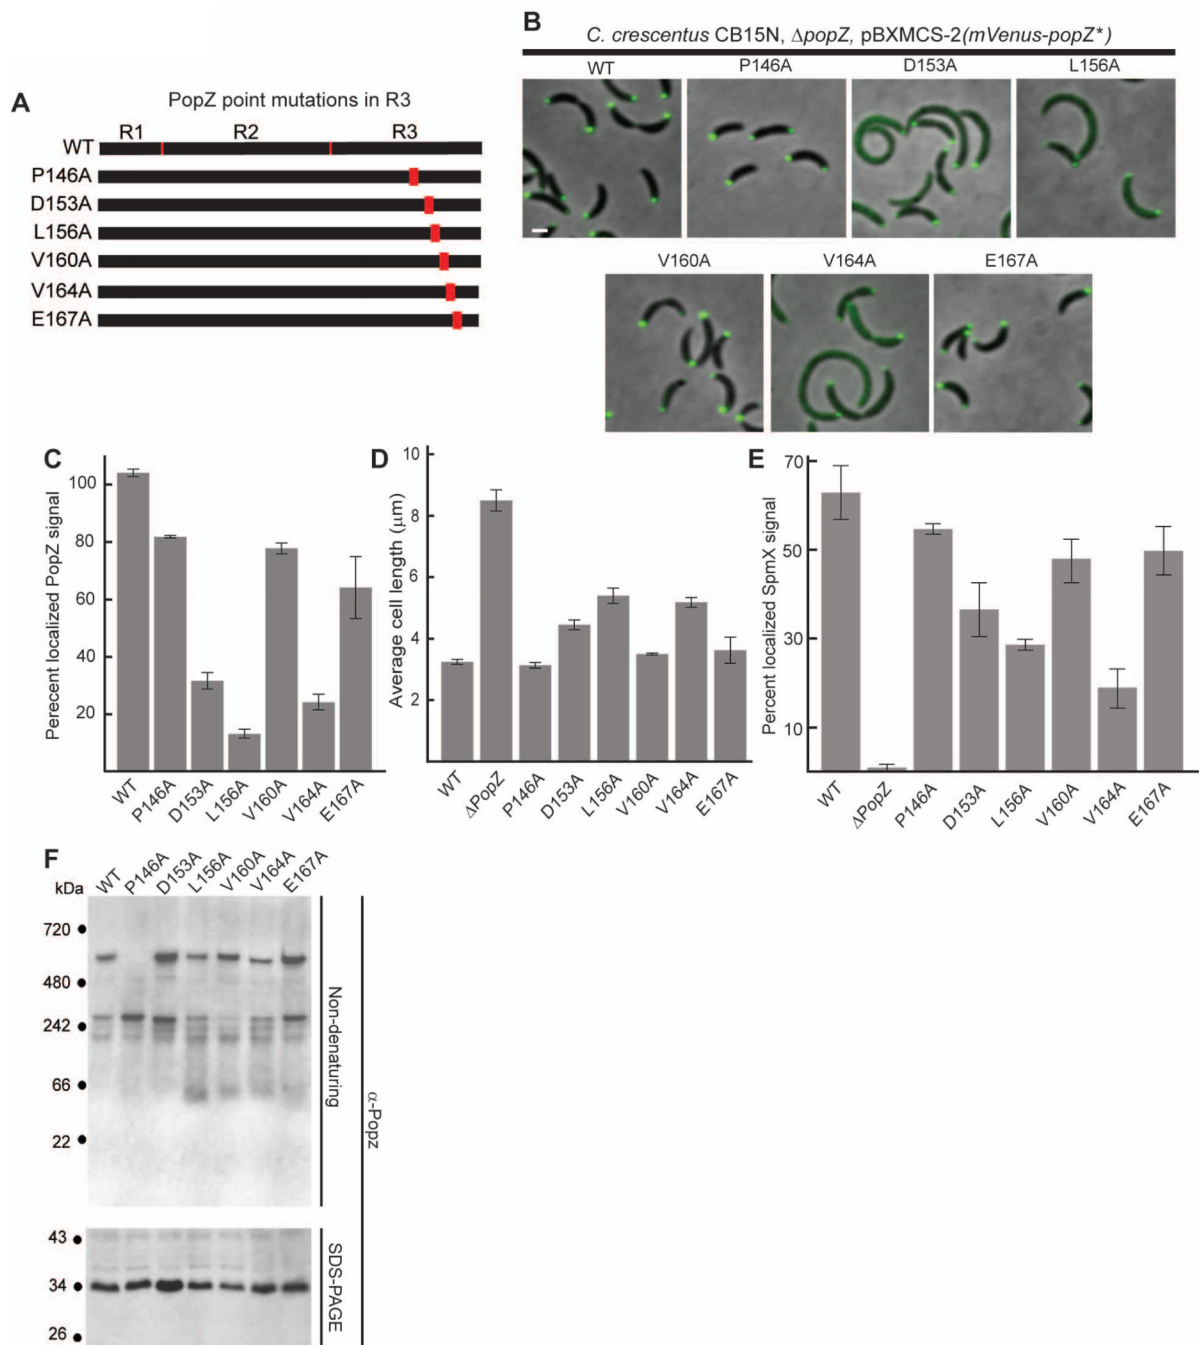 A
PopZ point mutations in R3
R1 R2 R3
WT
P146A
D153A
L156A
V160A
V164A
E167A
B
C. crescentus CB15N, ΔpopZ, pBXMCS-2(mVenus-popZ*)
WT P146A D153A L156A
V160A V164A E167A
C
Perecent localized PopZ signal
100
80
60
40
20
WT P146A D153A L156A V160A V164A E167A
D
Average cell length (μm)
10
8
6
4
2
WT ΔPopZ P146A D153A L156A V160A V164A E167A
E
Percent localized SpmX signal
70
50
30
10
WT ΔPopZ P146A D153A L156A V160A V164A E167A
F
WT P146A D153A L156A V160A V164A E167A
kDa
720
480
242
66
22
Non-denaturing
43
34
26
SDS-PAGE
α-Popz